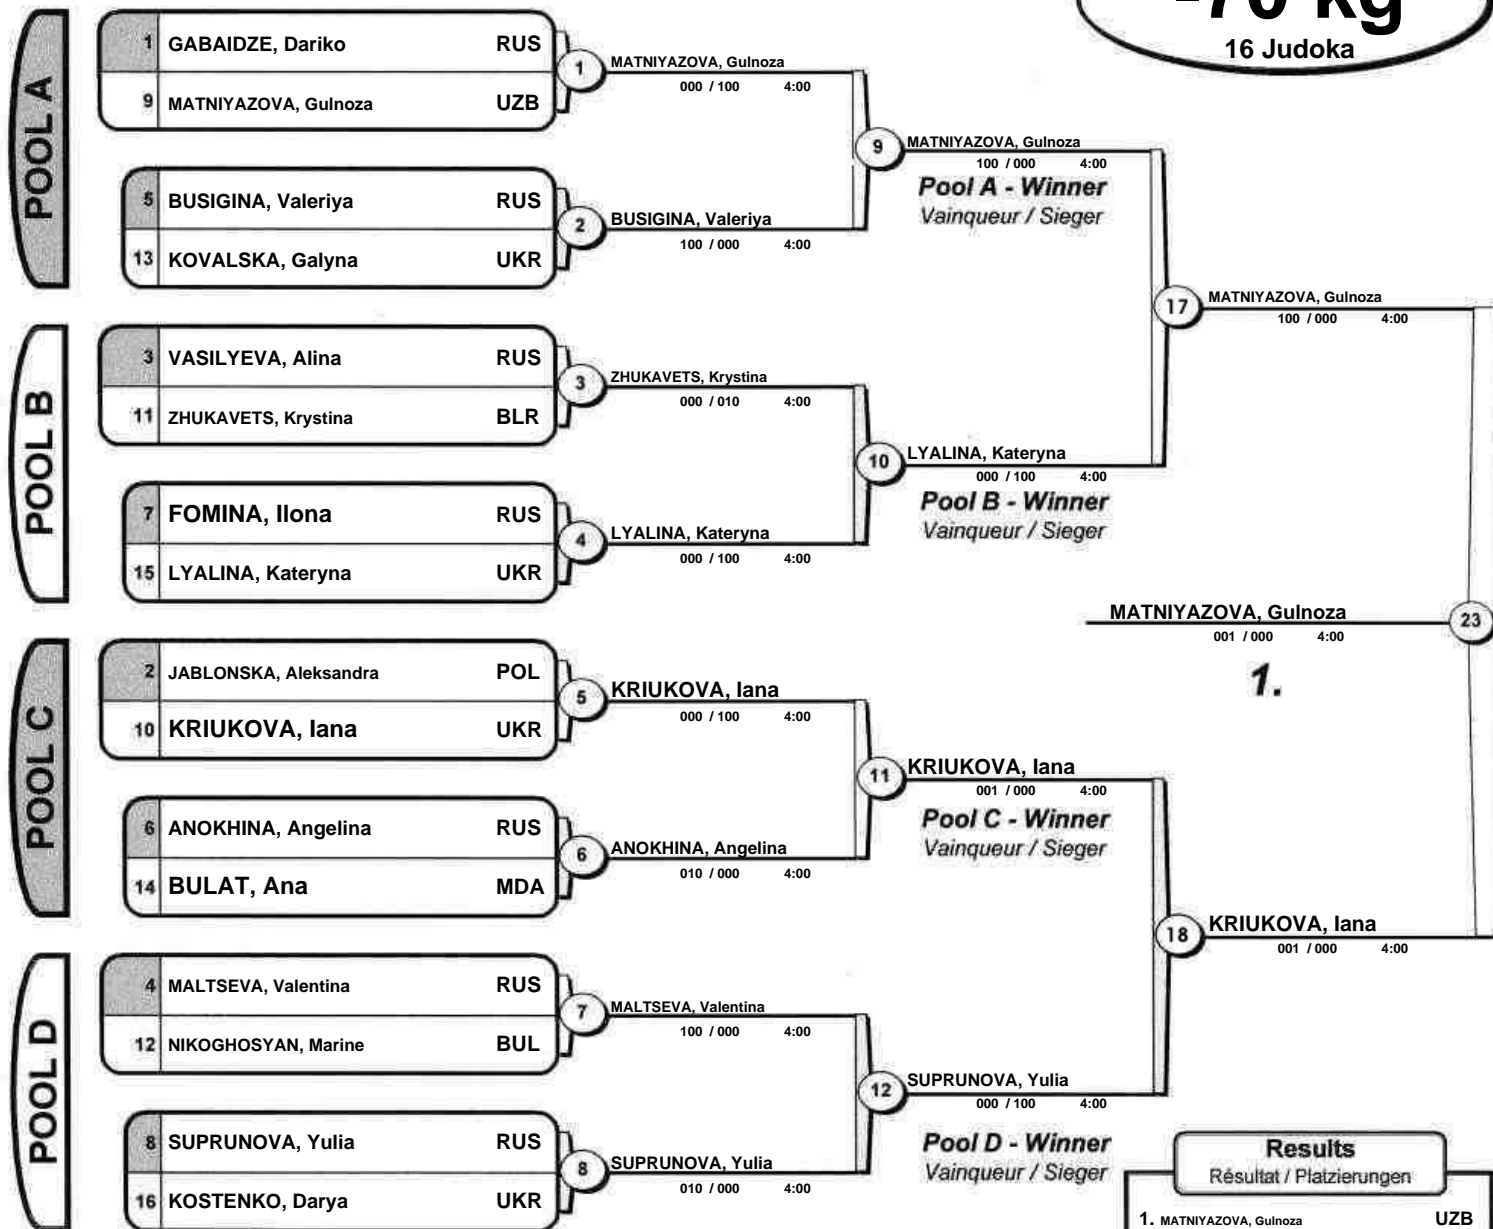 -70 kg
16 Judoka
POOL A
1 GABAIDZE, Dariko RUS
9 MATNIYAZOVA, Gulnoza UZB
1
MATNIYAZOVA, Gulnoza
000 / 100 4:00
5 BUSIGINA, Valeriya RUS
13 KOVALSKA, Galyna UKR
2
BUSIGINA, Valeriya
100 / 000 4:00
9
MATNIYAZOVA, Gulnoza
100 / 000 4:00
Pool A - Winner
Vainqueur / Sieger
POOL B
3 VASILYEVA, Alina RUS
11 ZHUKAVETS, Krystina BLR
3
ZHUKAVETS, Krystina
000 / 010 4:00
7 FOMINA, Ilona RUS
15 LYALINA, Kateryna UKR
4
LYALINA, Kateryna
000 / 100 4:00
10
LYALINA, Kateryna
000 / 100 4:00
Pool B - Winner
Vainqueur / Sieger
17
MATNIYAZOVA, Gulnoza
100 / 000 4:00
MATNIYAZOVA, Gulnoza
001 / 000 4:00
23
1.
POOL C
2 JABLONSKA, Aleksandra POL
10 KRIUKOVA, Iana UKR
5
KRIUKOVA, Iana
000 / 100 4:00
6 ANOKHINA, Angelina RUS
14 BULAT, Ana MDA
6
ANOKHINA, Angelina
010 / 000 4:00
11
KRIUKOVA, Iana
001 / 000 4:00
Pool C - Winner
Vainqueur / Sieger
18
KRIUKOVA, Iana
001 / 000 4:00
POOL D
4 MALTSEVA, Valentina RUS
12 NIKOGHOSYAN, Marine BUL
7
MALTSEVA, Valentina
100 / 000 4:00
8 SUPRUNOVA, Yulia RUS
16 KOSTENKO, Darya UKR
8
SUPRUNOVA, Yulia
010 / 000 4:00
12
SUPRUNOVA, Yulia
000 / 100 4:00
Pool D - Winner
Vainqueur / Sieger
Results
Résultat / Platzierungen
1. MATNIYAZOVA, Gulnoza UZB